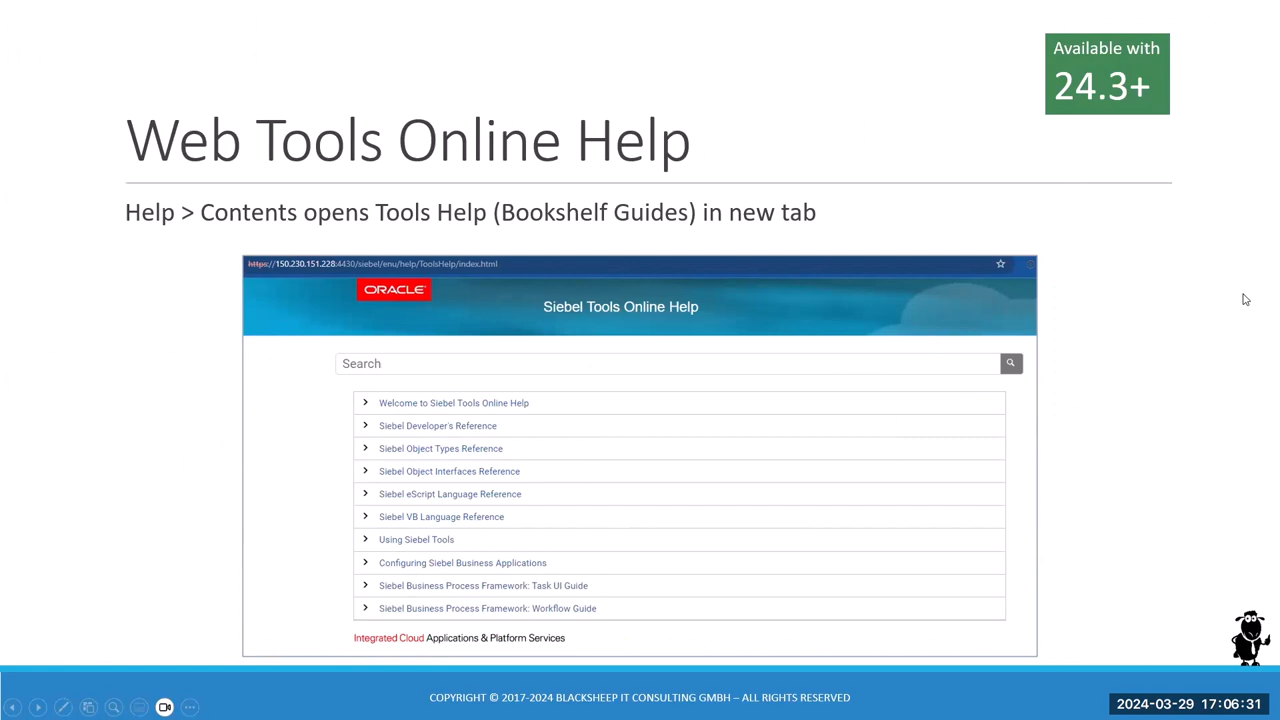 Available with
24.3+
Web Tools Online Help
Help > Contents opens Tools Help (Bookshelf Guides) in new tab
https://150.230.151.228:4430/siebel/enu/help/ToolsHelp/index.html
ORACLE
Siebel Tools Online Help
Search
Welcome to Siebel Tools Online Help
Siebel Developer's Reference
Siebel Object Types Reference
Siebel Object Interfaces Reference
Siebel eScript Language Reference
Siebel VB Language Reference
Using Siebel Tools
Configuring Siebel Business Applications
Siebel Business Process Framework: Task UI Guide
Siebel Business Process Framework: Workflow Guide
Integrated Cloud Applications & Platform Services
COPYRIGHT © 2017-2024 BLACKSHEEP IT CONSULTING GMBH – ALL RIGHTS RESERVED
2024-03-29 17:06:31